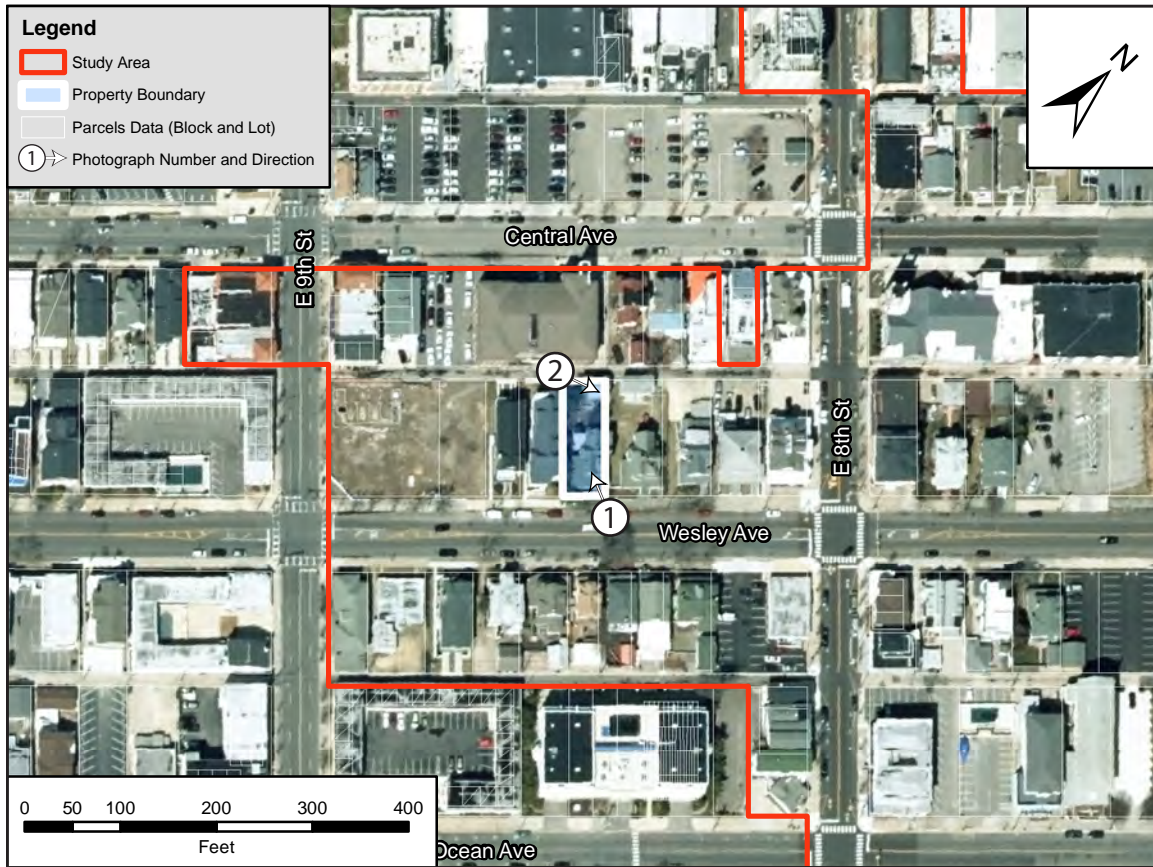 Legend
Study Area
Property Boundary
Parcels Data (Block and Lot)
1 Photograph Number and Direction
N
Central Ave
E 9th St
2
E 8th St
1
Wesley Ave
0 50 100 200 300 400
Feet
Ocean Ave